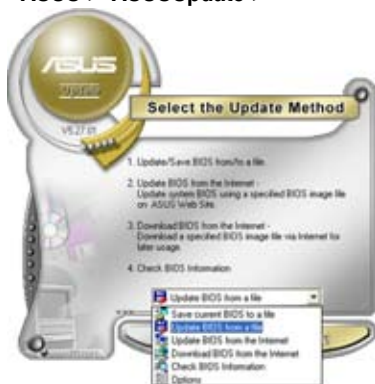 ASUS
Update
V5.27.01
Select the Update Method
1. Update/Save BIOS from/to a file.
2. Update BIOS from the Internet -
Update system BIOS using a specified BIOS image file
on ASUS Web Site.
3. Download BIOS from the Internet -
Download a specified BIOS image file via Internet for
later usage.
4. Check BIOS Information
Update BIOS from a file
Save current BIOS to a file
Update BIOS from a file
Update BIOS from the Internet
Download BIOS from the Internet
Check BIOS Information
Options